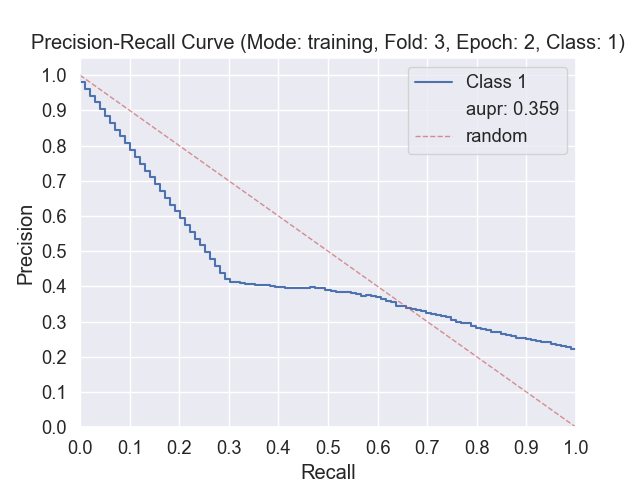 Precision-Recall Curve (Mode: training, Fold: 3, Epoch: 2, Class: 1)
Class 1
aupr: 0.359
random
Precision
1.0
0.9
0.8
0.7
0.6
0.5
0.4
0.3
0.2
0.1
0.0
0.0 0.1 0.2 0.3 0.4 0.5 0.6 0.7 0.8 0.9 1.0
Recall